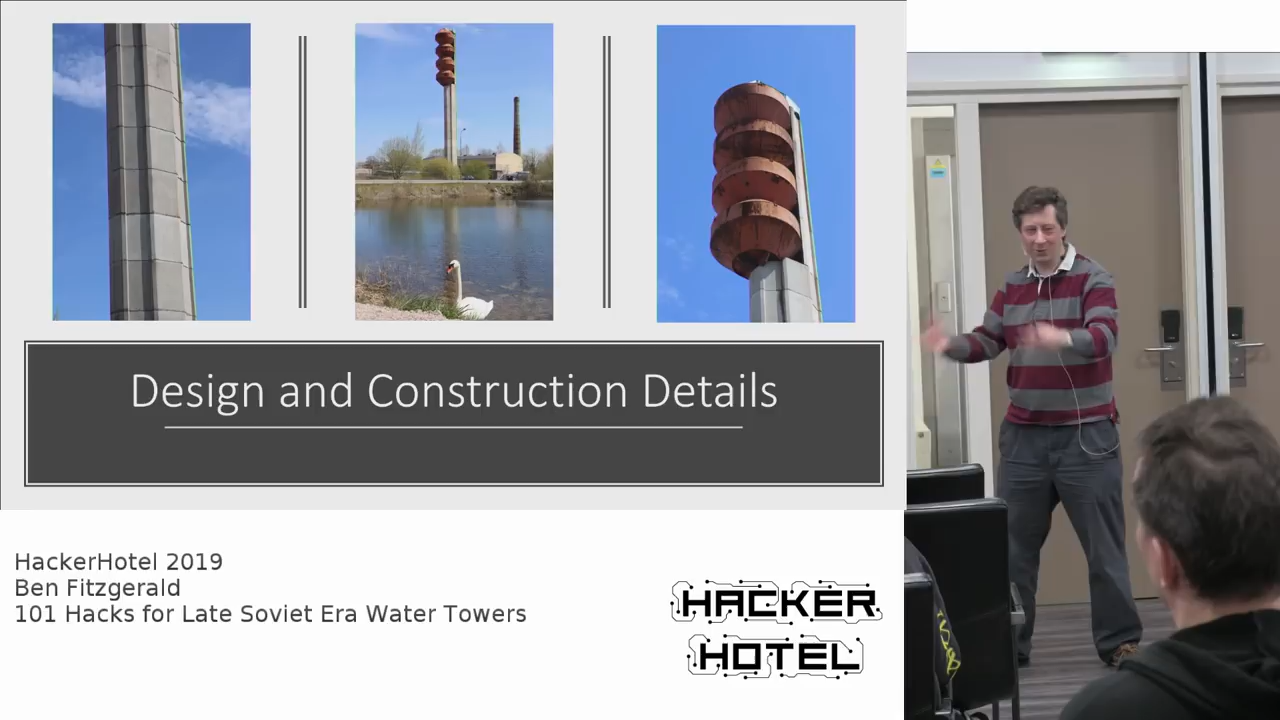 Design and Construction Details
HackerHotel 2019
Ben Fitzgerald
101 Hacks for Late Soviet Era Water Towers
HACKER
HOTEL